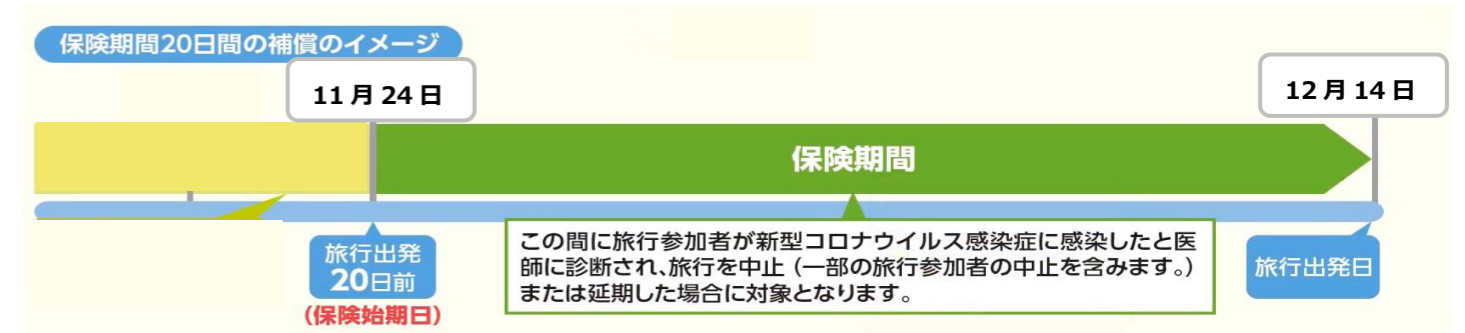 保険期間20日間の補償のイメージ
11月24日
12月14日
保険期間
旅行出発
20日前
(保険始期日)
この間に旅行参加者が新型コロナウイルス感染症に感染したと医
師に診断され、旅行を中止(一部の旅行参加者の中止を含みます。)
または延期した場合に対象となります。
旅行出発日